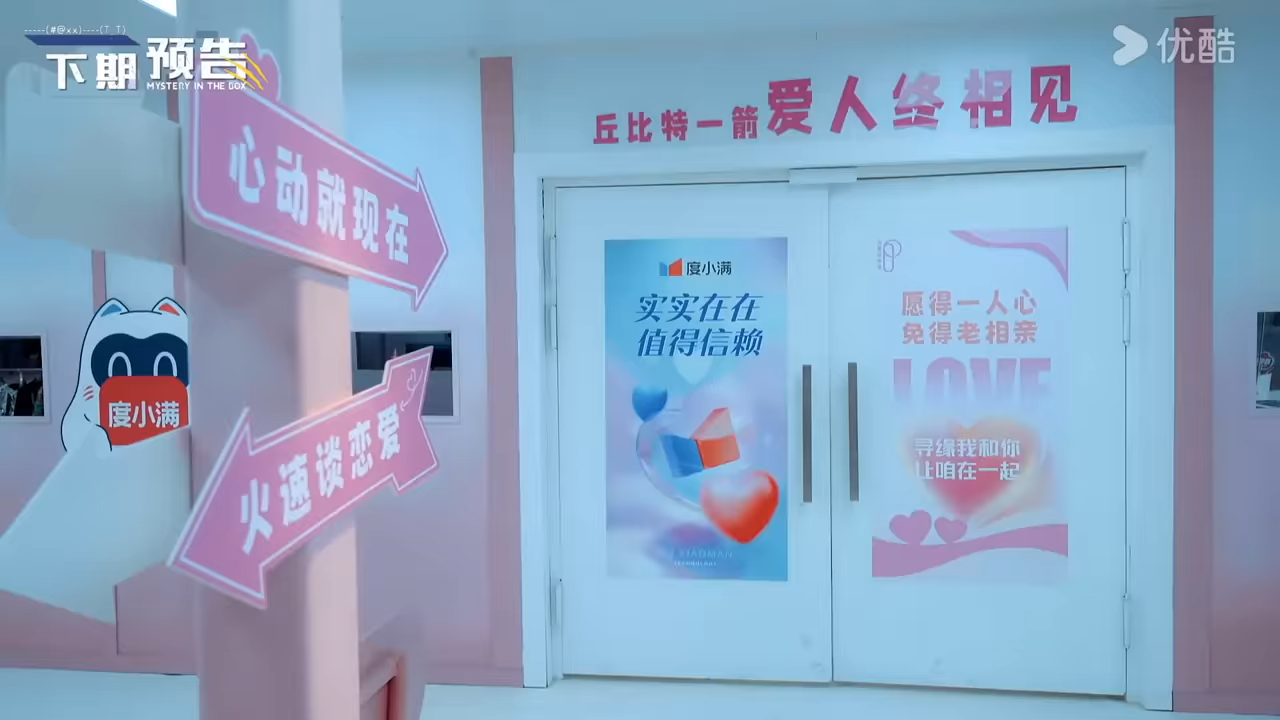 -----(#@xx)----(T_T)
下期预告
MYSTERY IN THE BOX
优酷
丘比特一箭爱人终相见
心动就现在
火速谈恋爱
度小满
度小满
实实在在
值得信赖
XIAOMAN
愿得一人心
免得老相亲
LOVE
寻缘我和你
让咱在一起